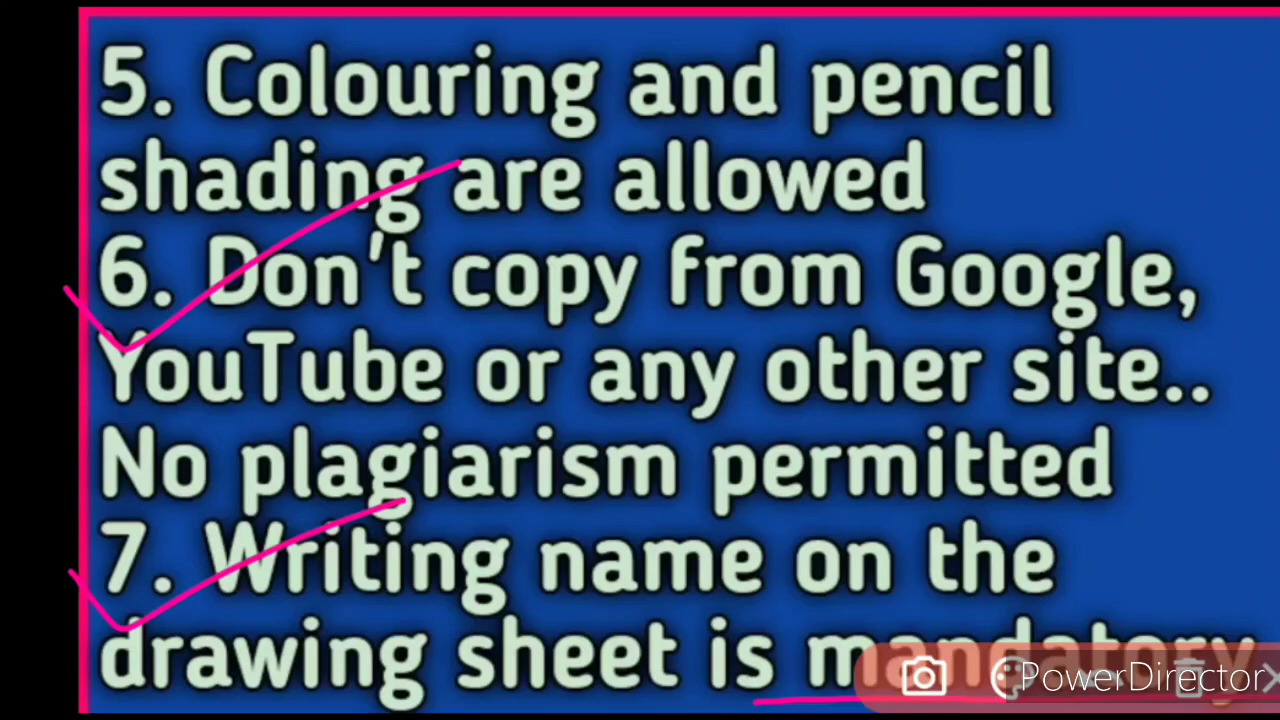 5. Colouring and pencil
shading are allowed
6. Don't copy from Google,
YouTube or any other site..
No plagiarism permitted
7. Writing name on the
drawing sheet is mandatory
PowerDirector